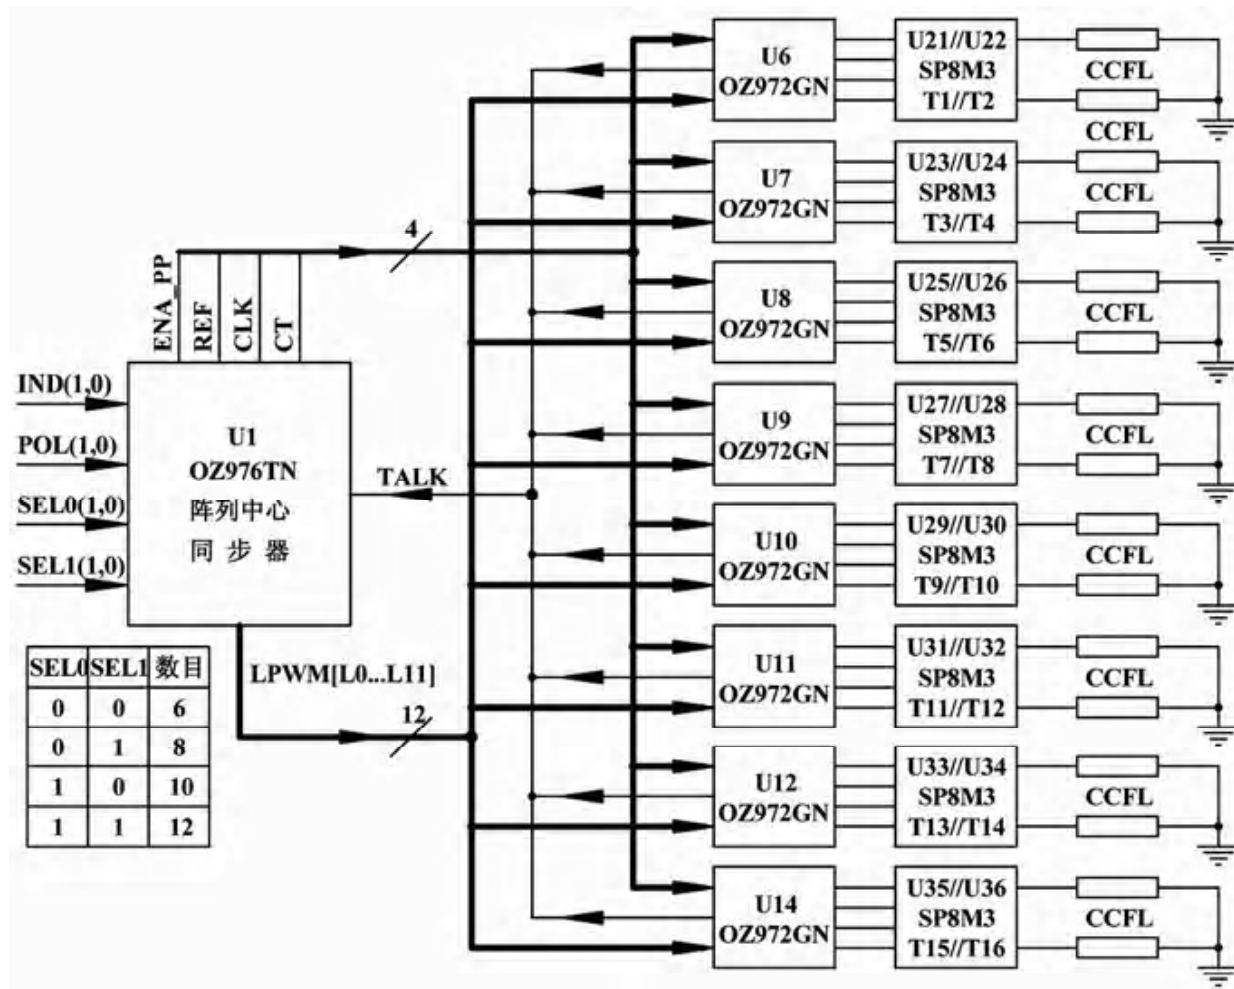 U6
OZ972GN
U21//U22
SP8M3
T1//T2
CCFL
CCFL
U7
OZ972GN
U23//U24
SP8M3
T3//T4
CCFL
4
ENA_PP
REF
CLK
CT
U8
OZ972GN
U25//U26
SP8M3
T5//T6
CCFL
IND(1,0)
POL(1,0)
SEL0(1,0)
SEL1(1,0)
U1
OZ976TN
阵列中心
同步器
TALK
U9
OZ972GN
U27//U28
SP8M3
T7//T8
CCFL
U10
OZ972GN
U29//U30
SP8M3
T9//T10
CCFL
U11
OZ972GN
U31//U32
SP8M3
T11//T12
CCFL
LPWM[L0...L11]
12
SEL0 SEL1 数目
0 0 6
0 1 8
1 0 10
1 1 12
U12
OZ972GN
U33//U34
SP8M3
T13//T14
CCFL
U14
OZ972GN
U35//U36
SP8M3
T15//T16
CCFL